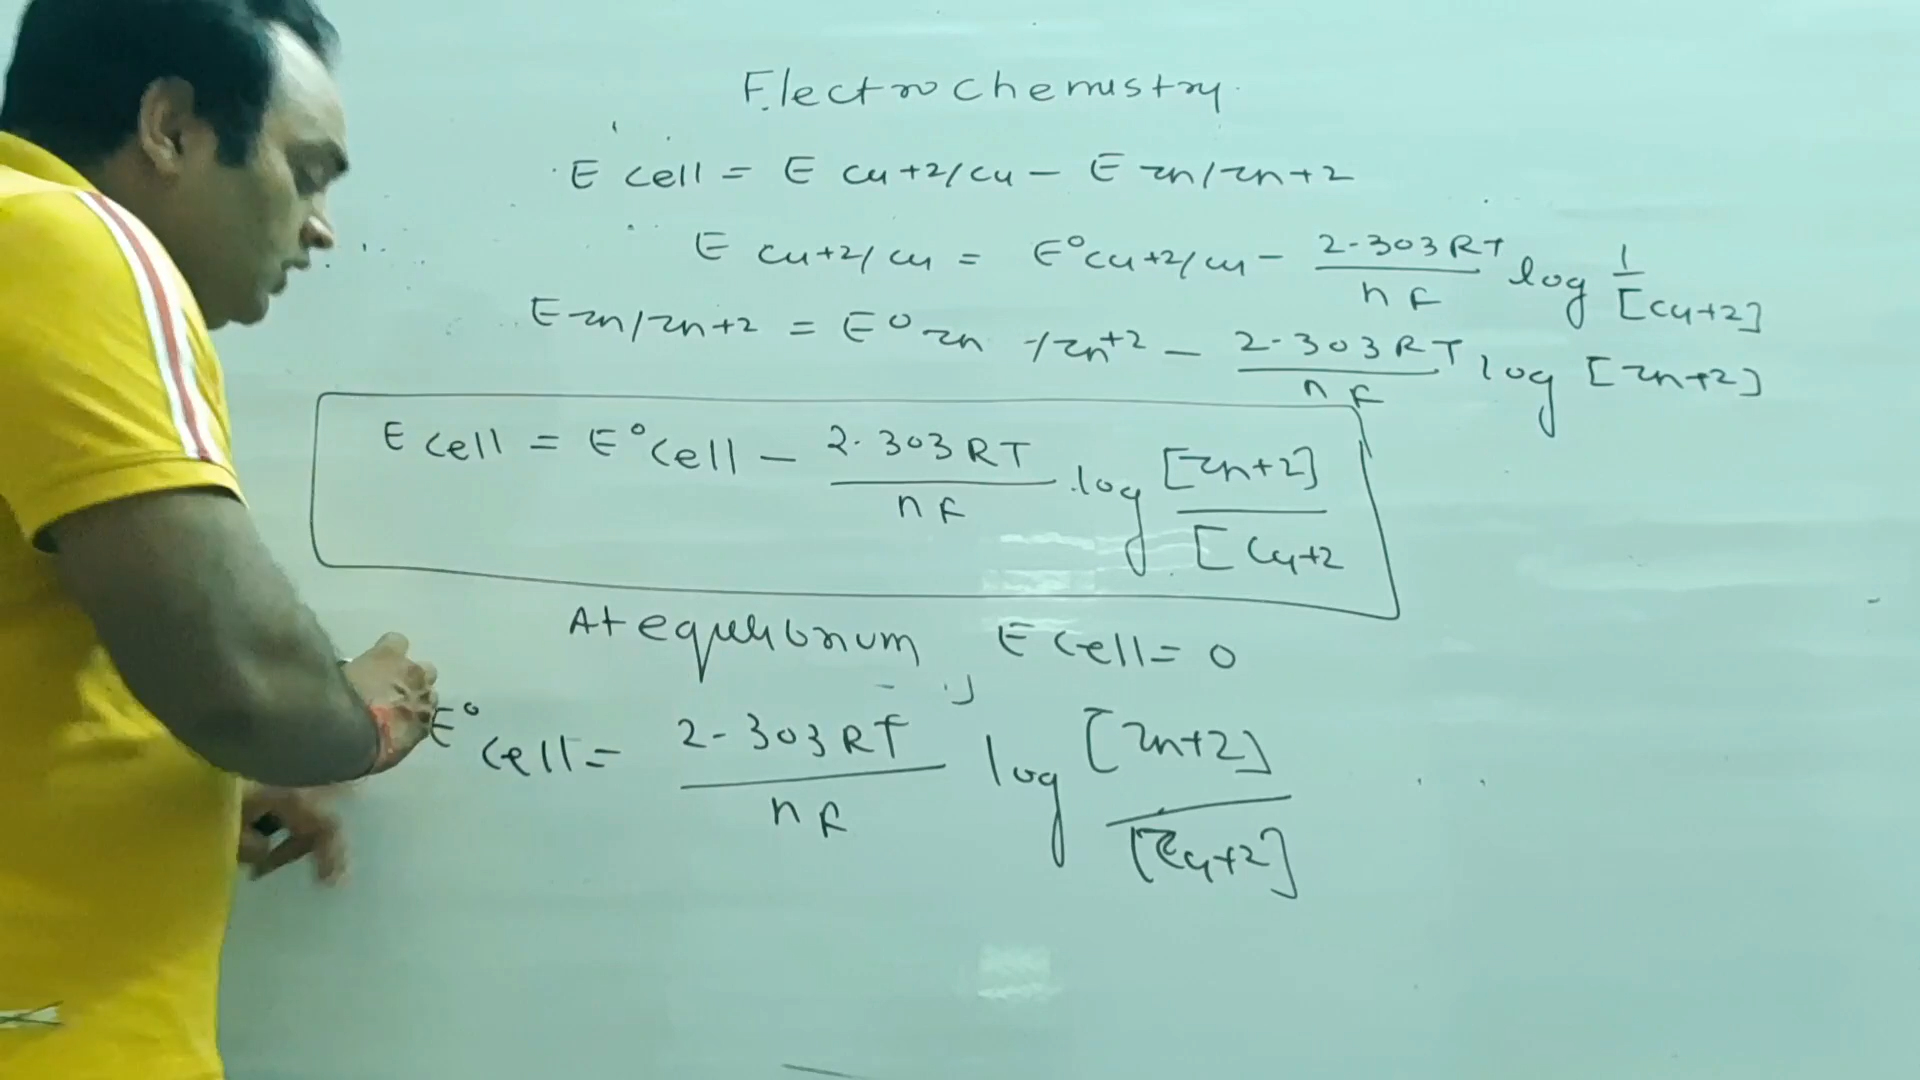 Electrochemistry
E cell = E cu+2/cu - E zn/zn+2
E cu+2/cu = E°cu+2/cu - 2.303RT/nF log 1/[cu+2]
E zn/zn+2 = E°zn/zn+2 - 2.303RT/nF log [zn+2]
E cell = E°cell - 2.303RT/nF log [zn+2]/[Cu+2
At equilibrium E cell = 0
E°cell = 2.303RT/nF log [Zn+2]/[Cu+2]